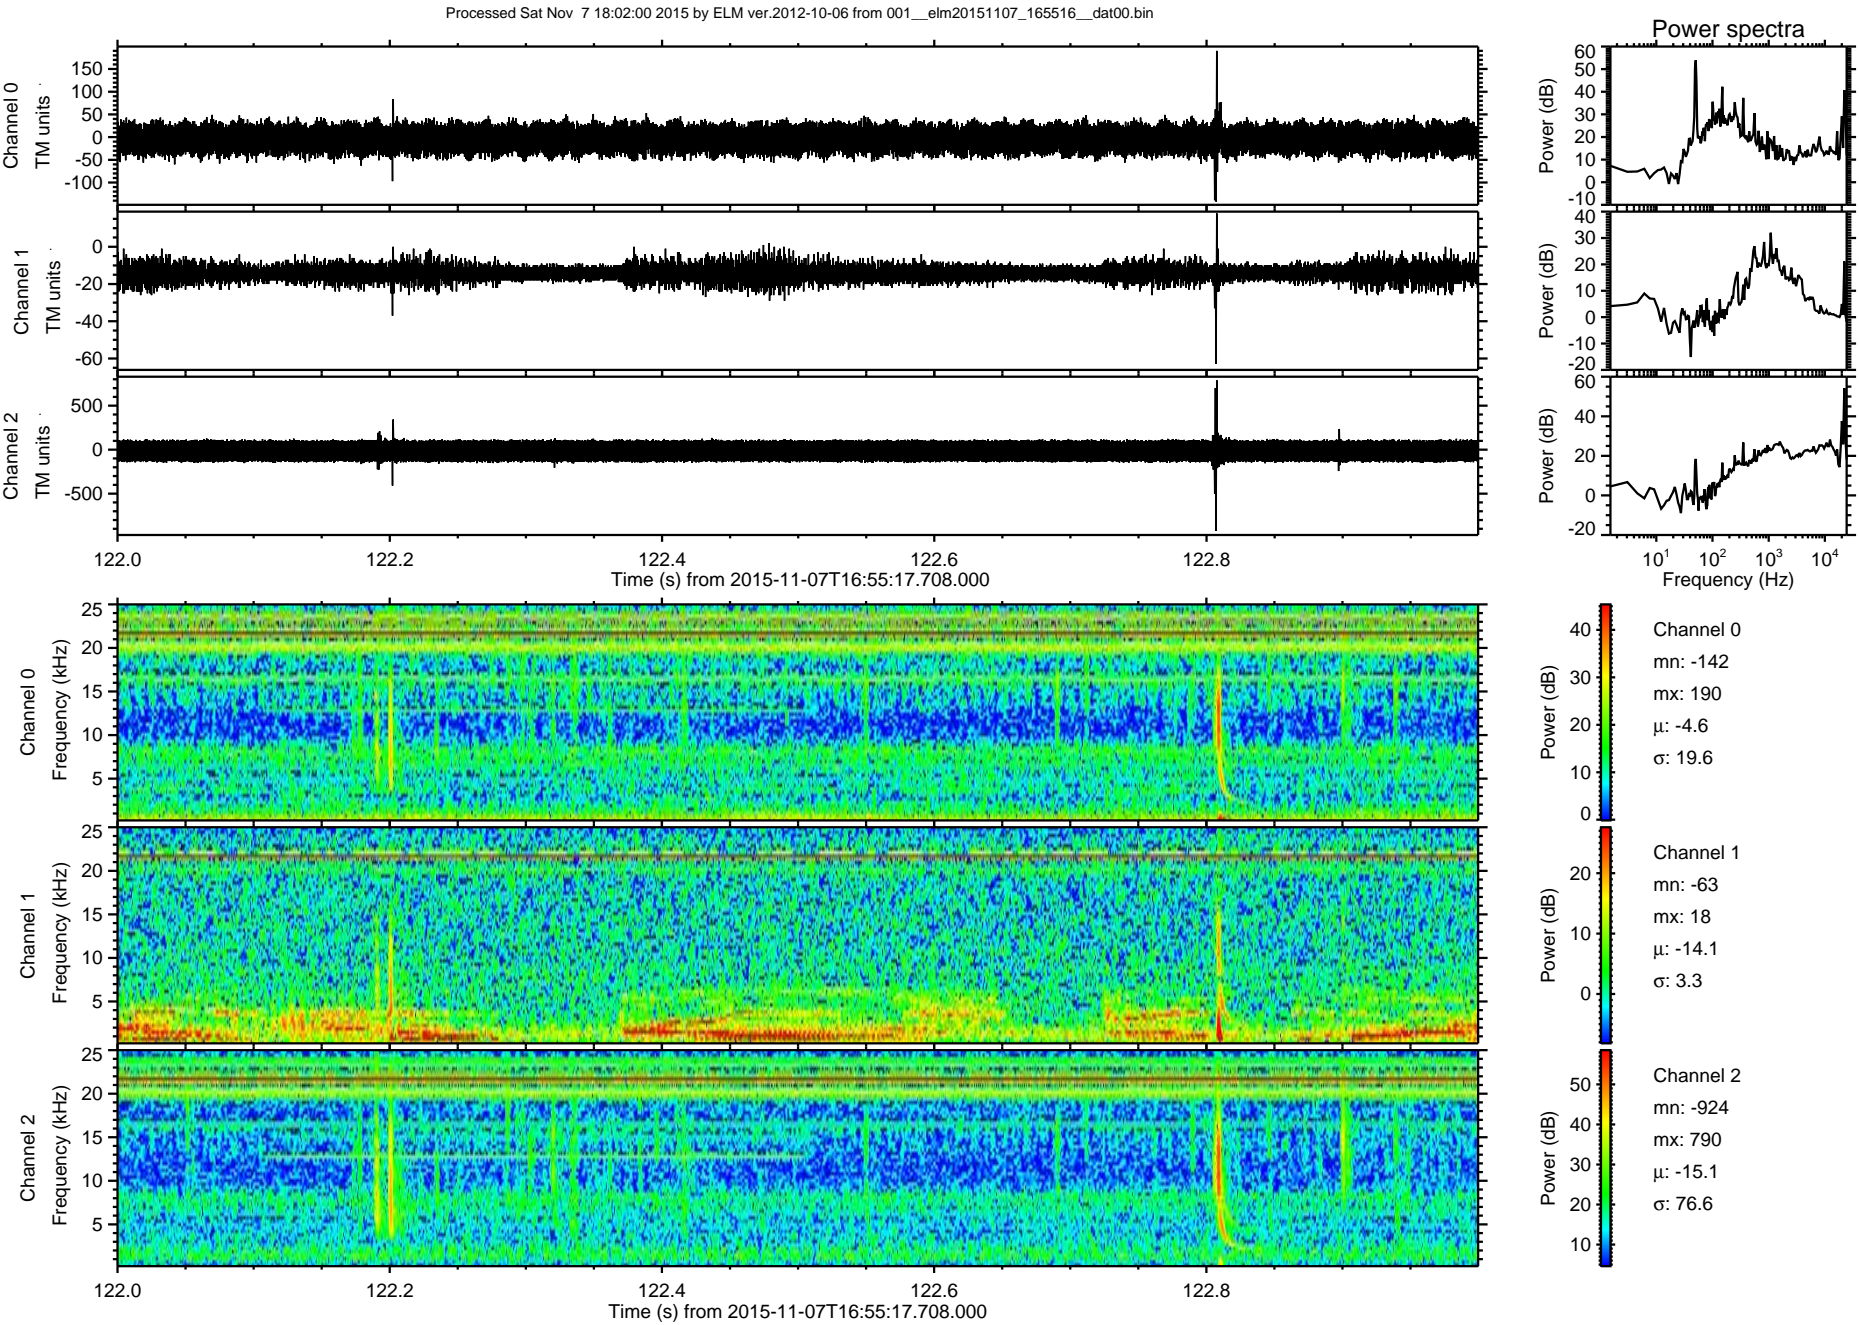 Processed Sat Nov  7 18:02:00 2015 by ELM ver.2012-10-06 from 001__elm20151107_165516__dat00.bin
Power spectra
Channel 0
TM units
150
100
50
0
-50
-100
Power (dB)
60
50
40
30
20
10
0
-10
Channel 1
TM units
0
-20
-40
-60
Power (dB)
40
30
20
10
0
-10
-20
Channel 2
TM units
500
0
-500
Power (dB)
60
40
20
0
-20
122.0 122.2 122.4 122.6 122.8
Time (s) from 2015-11-07T16:55:17.708.000
10¹ 10² 10³ 10⁴
Frequency (Hz)
Channel 0
Frequency (kHz)
25
20
15
10
5
Power (dB)
40
30
20
10
0
Channel 0
mn: -142
mx: 190
μ: -4.6
σ: 19.6
Channel 1
Frequency (kHz)
25
20
15
10
5
Power (dB)
20
10
0
Channel 1
mn: -63
mx: 18
μ: -14.1
σ: 3.3
Channel 2
Frequency (kHz)
25
20
15
10
5
Power (dB)
50
40
30
20
10
Channel 2
mn: -924
mx: 790
μ: -15.1
σ: 76.6
122.0 122.2 122.4 122.6 122.8
Time (s) from 2015-11-07T16:55:17.708.000